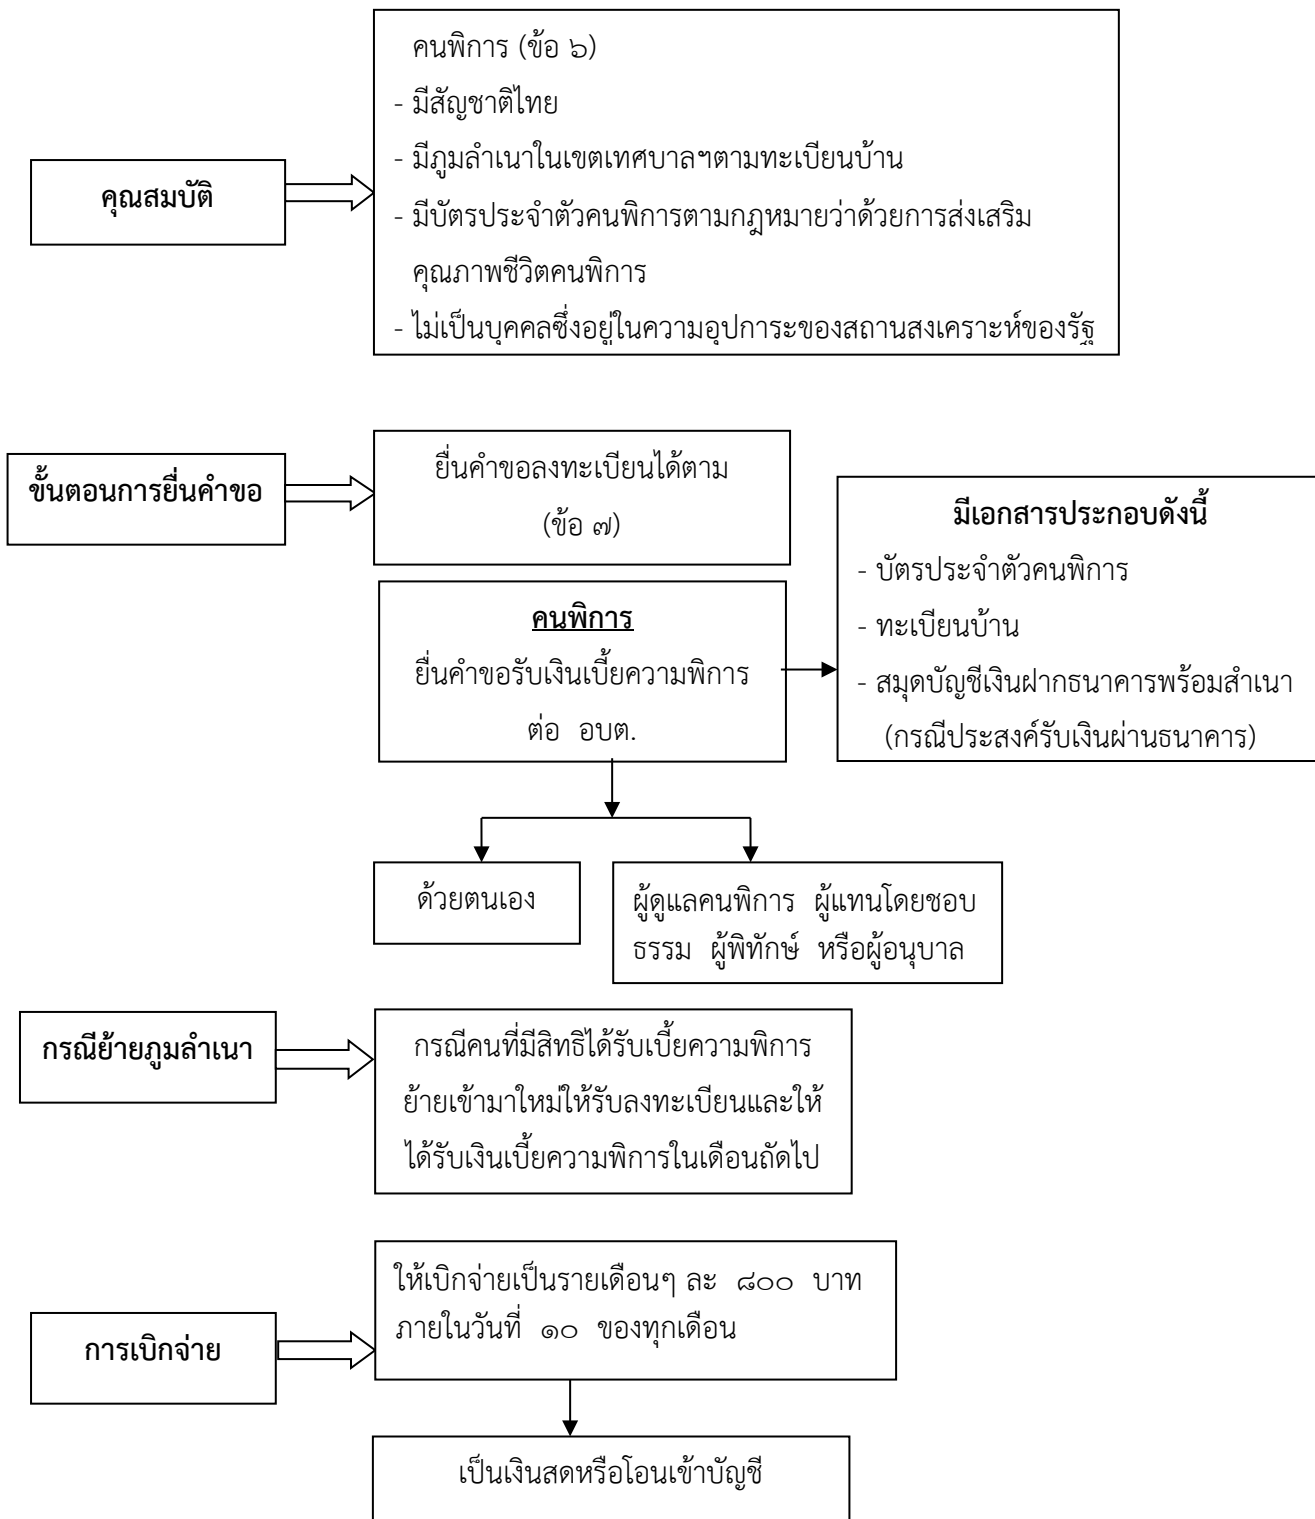 คนพิการ (ข้อ ๖)
- มีสัญชาติไทย
- มีภูมลำเนาในเขตเทศบาลฯตามทะเบียนบ้าน
คุณสมบัติ
- มีบัตรประจำตัวคนพิการตามกฎหมายว่าด้วยการส่งเสริม
คุณภาพชีวิตคนพิการ
- ไม่เป็นบุคคลซึ่งอยู่ในความอุปการะของสถานสงเคราะห์ของรัฐ
ขั้นตอนการยื่นคำขอ
ยื่นคำขอลงทะเบียนได้ตาม
(ข้อ ๗)
คนพิการ
ยื่นคำขอรับเงินเบี้ยความพิการ
ต่อ อบต.
มีเอกสารประกอบดังนี้
- บัตรประจำตัวคนพิการ
- ทะเบียนบ้าน
- สมุดบัญชีเงินฝากธนาคารพร้อมสำเนา
(กรณีประสงค์รับเงินผ่านธนาคาร)
ด้วยตนเอง
ผู้ดูแลคนพิการ ผู้แทนโดยชอบ
ธรรม ผู้พิทักษ์ หรือผู้อนุบาล
กรณีย้ายภูมลำเนา
กรณีคนที่มีสิทธิได้รับเบี้ยความพิการ
ย้ายเข้ามาใหม่ให้รับลงทะเบียนและให้
ได้รับเงินเบี้ยความพิการในเดือนถัดไป
การเบิกจ่าย
ให้เบิกจ่ายเป็นรายเดือนๆ ละ ๘๐๐ บาท
ภายในวันที่ ๑๐ ของทุกเดือน
เป็นเงินสดหรือโอนเข้าบัญชี